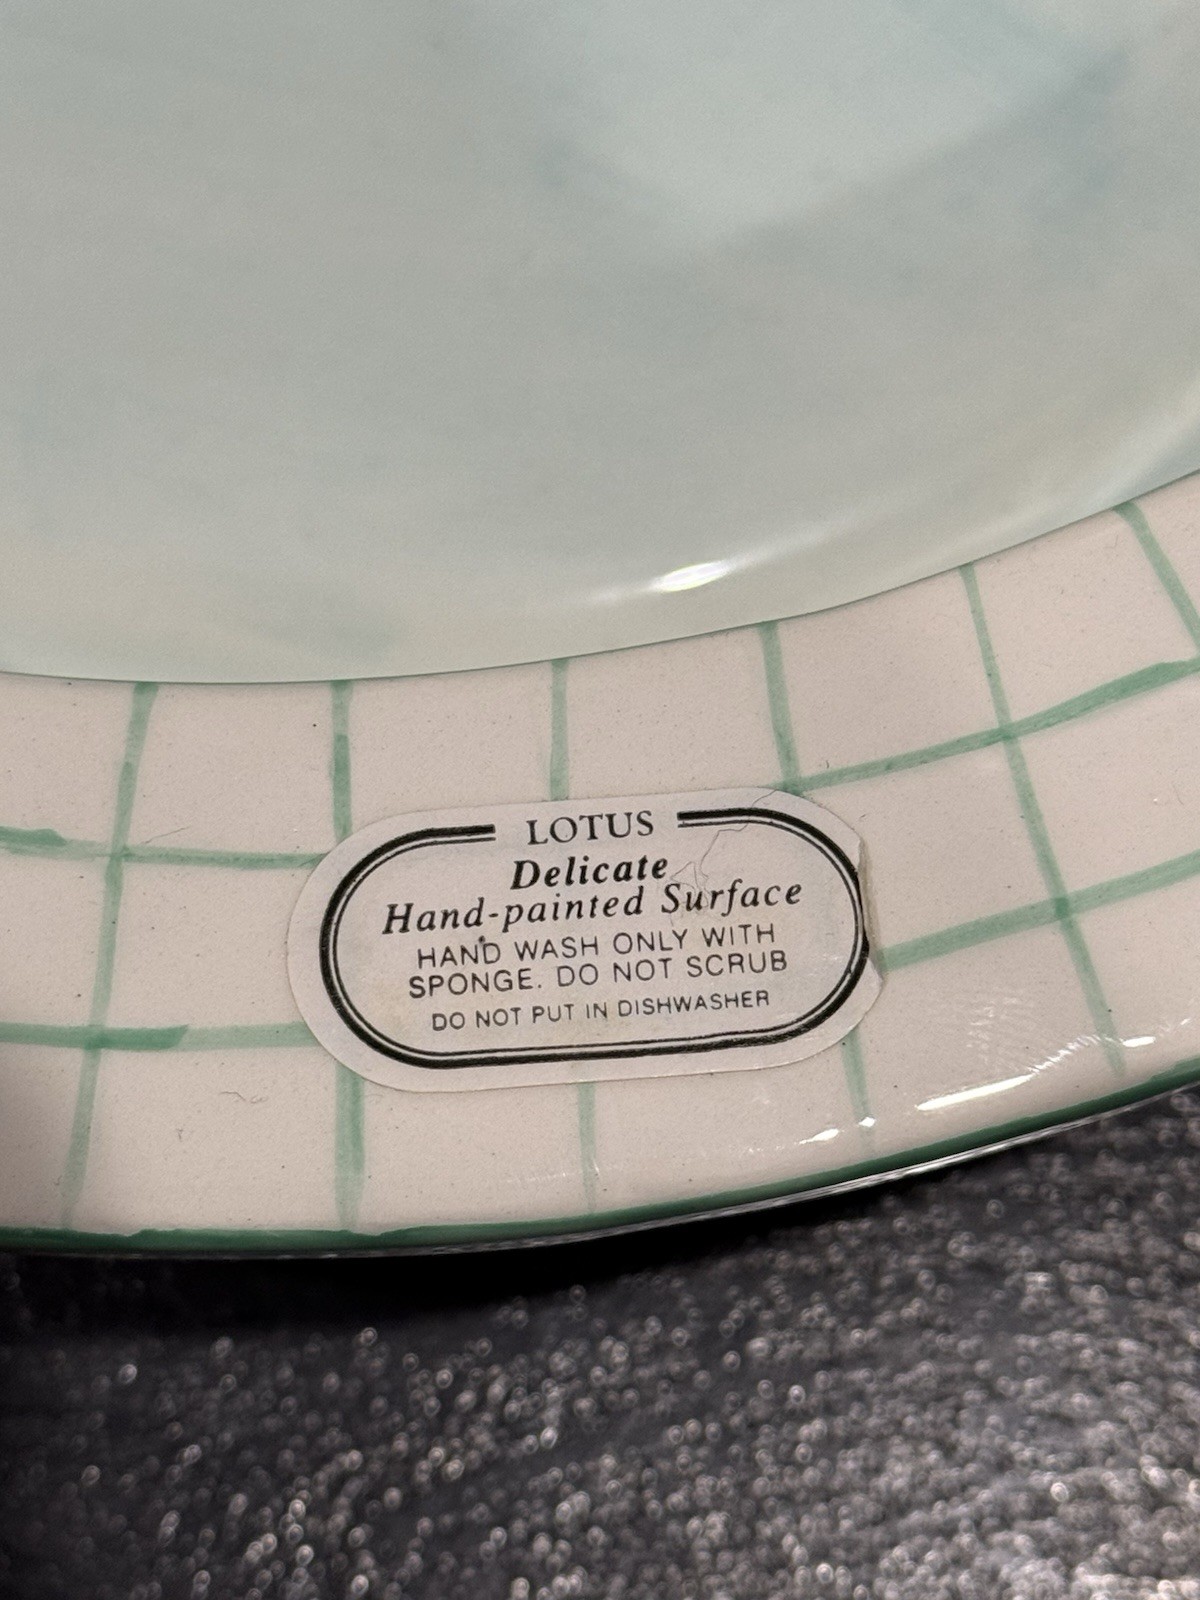 LOTUS
Delicate
Hand-painted Surface
HAND WASH ONLY WITH
SPONGE. DO NOT SCRUB
DO NOT PUT IN DISHWASHER